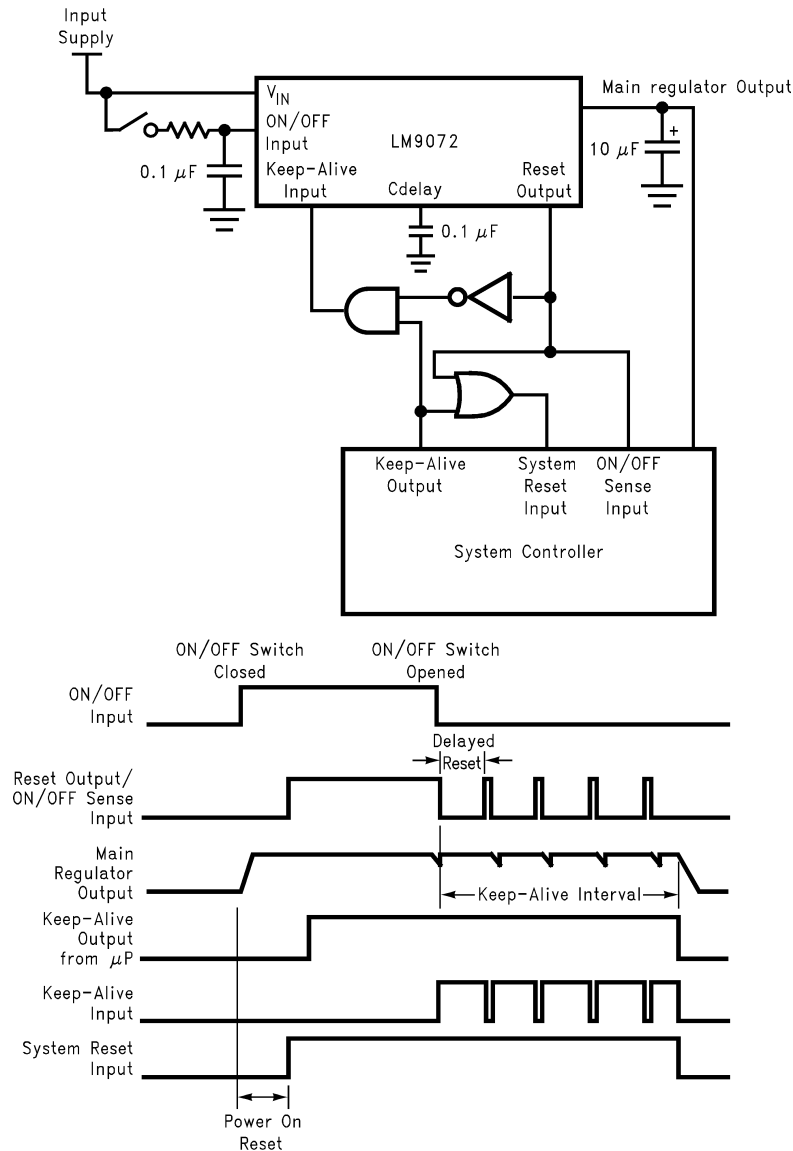 Input
Supply
VIN
ON/OFF
Input
Keep-Alive
Input
LM9072
Cdelay
Reset
Output
Main regulator Output
+
10 μF
0.1 μF
0.1 μF
Keep-Alive
Output
System
Reset
Input
ON/OFF
Sense
Input
System Controller
ON/OFF Switch
Closed
ON/OFF Switch
Opened
ON/OFF
Input
Delayed
Reset
Reset Output/
ON/OFF Sense
Input
Main
Regulator
Output
Keep-Alive Interval
Keep-Alive
Output
from μP
Keep-Alive
Input
System Reset
Input
Power On
Reset